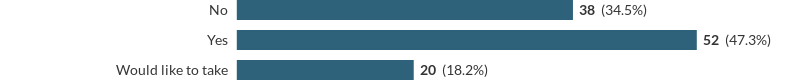 No 38 (34.5%)
Yes 52 (47.3%)
Would like to take 20 (18.2%)